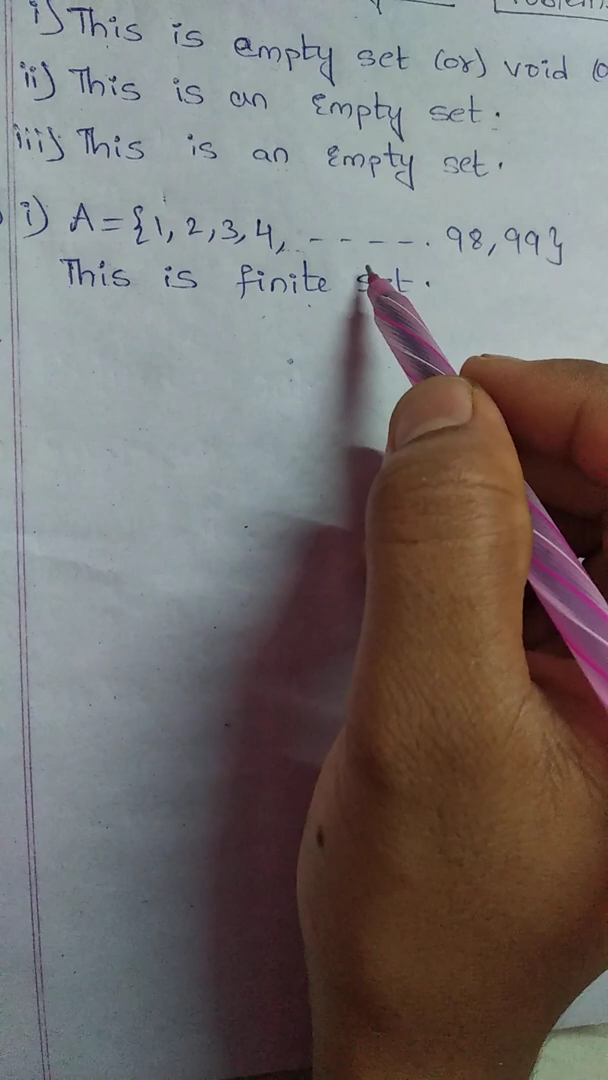 i) This is empty set (or) void
ii) This is an Empty set.
iii) This is an Empty set.
i) A={1, 2, 3, 4, - - - - -. 98, 99}
This is finite set.